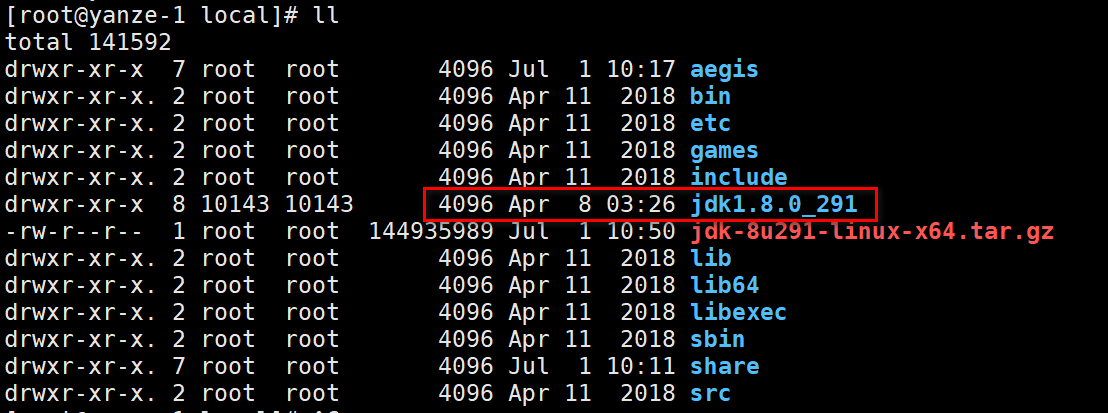 [root@yanze-1 local]# ll
total 141592
drwxr-xr-x  7 root  root       4096 Jul  1 10:17 aegis
drwxr-xr-x. 2 root  root       4096 Apr 11  2018 bin
drwxr-xr-x. 2 root  root       4096 Apr 11  2018 etc
drwxr-xr-x. 2 root  root       4096 Apr 11  2018 games
drwxr-xr-x. 2 root  root       4096 Apr 11  2018 include
drwxr-xr-x  8 10143 10143      4096 Apr  8 03:26 jdk1.8.0_291
-rw-r--r--  1 root  root  144935989 Jul  1 10:50 jdk-8u291-linux-x64.tar.gz
drwxr-xr-x. 2 root  root       4096 Apr 11  2018 lib
drwxr-xr-x. 2 root  root       4096 Apr 11  2018 lib64
drwxr-xr-x. 2 root  root       4096 Apr 11  2018 libexec
drwxr-xr-x. 2 root  root       4096 Apr 11  2018 sbin
drwxr-xr-x. 7 root  root       4096 Jul  1 10:11 share
drwxr-xr-x. 2 root  root       4096 Apr 11  2018 src